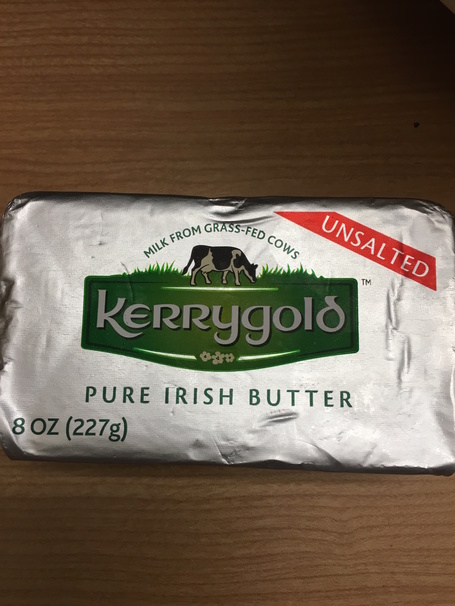 MILK FROM GRASS-FED COWS
UNSALTED
Kerrygold TM
PURE IRISH BUTTER
8 OZ (227g)